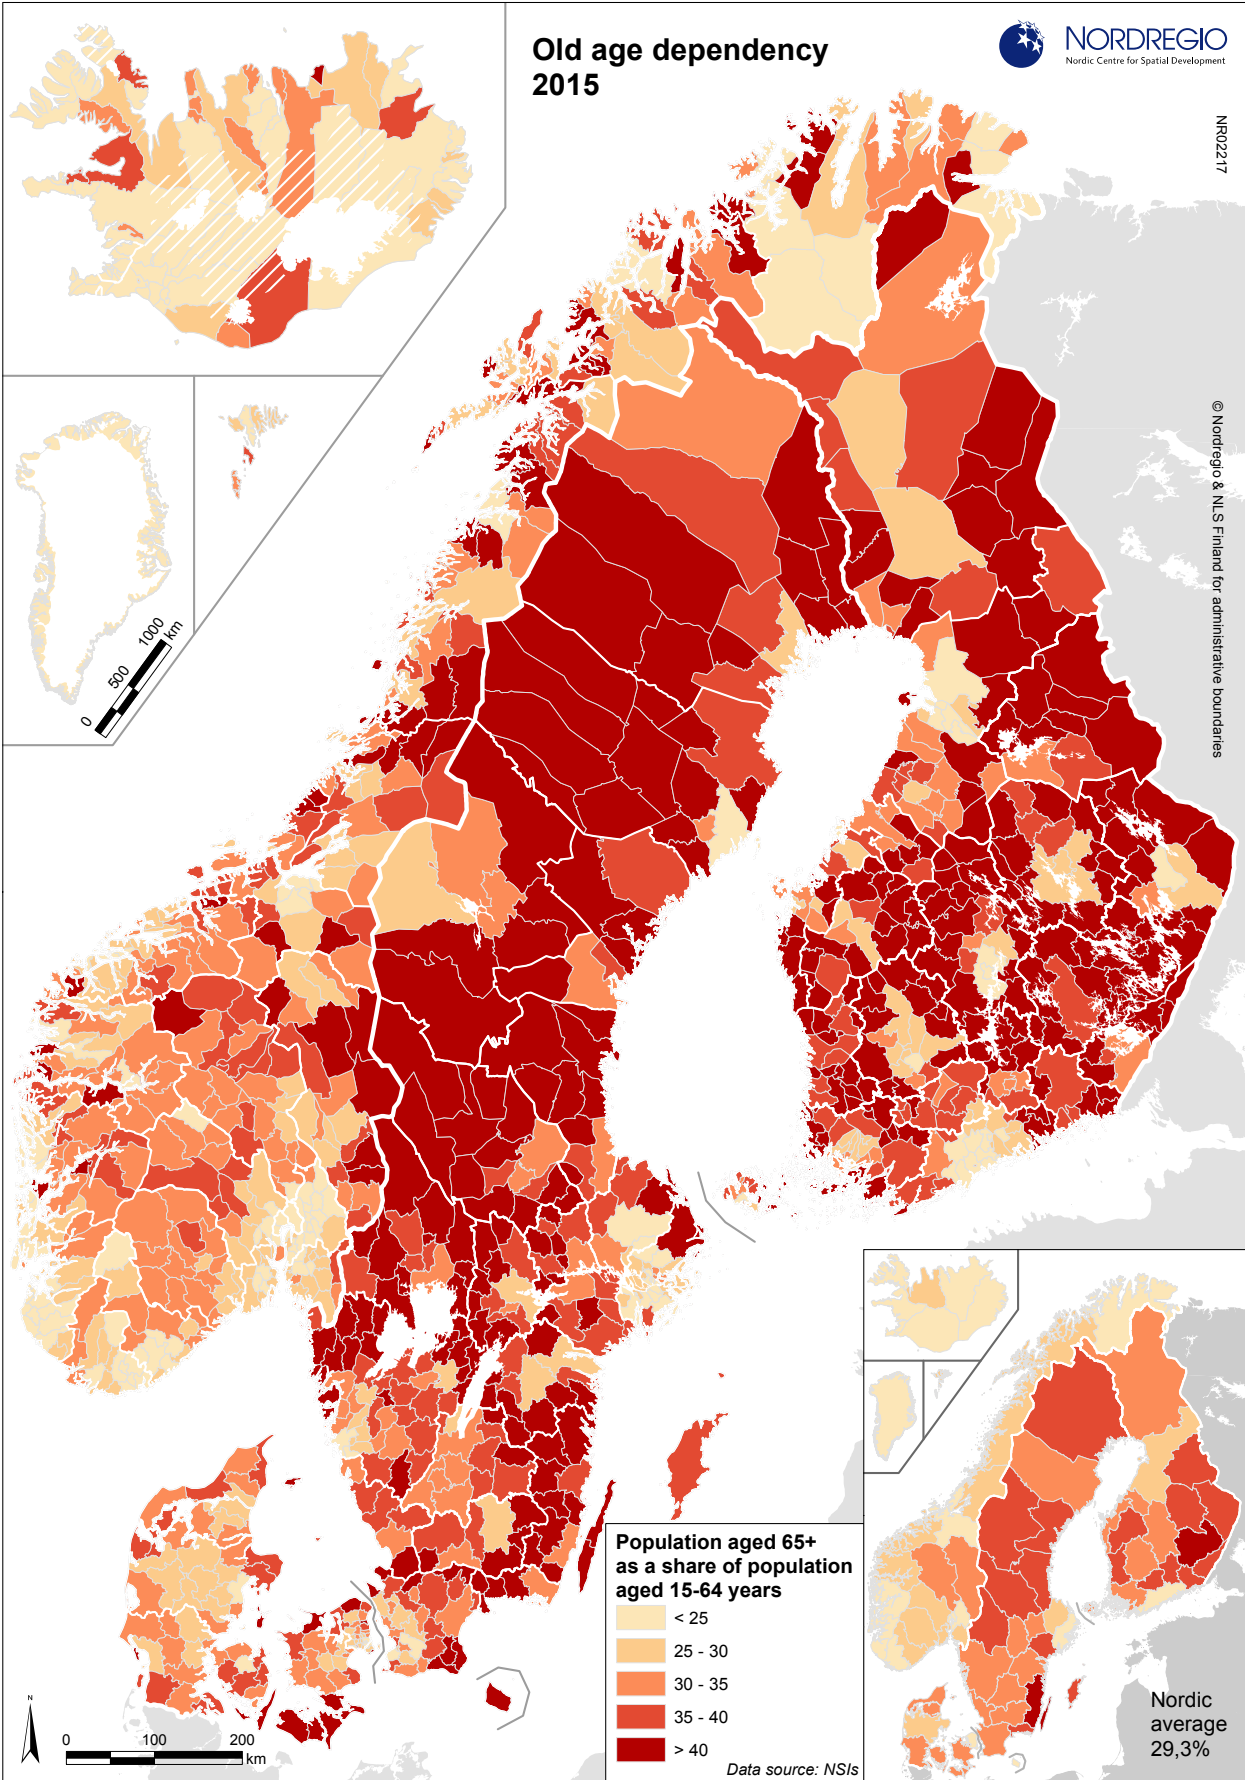 Old age dependency
2015
NORDREGIO
Nordic Centre for Spatial Development
NR02217
© Nordregio & NLS Finland for administrative boundaries
0
500
1000
km
Population aged 65+
as a share of population
aged 15-64 years
< 25
25 - 30
30 - 35
35 - 40
> 40
Data source: NSIs
Nordic
average
29,3%
N
0
100
200
km